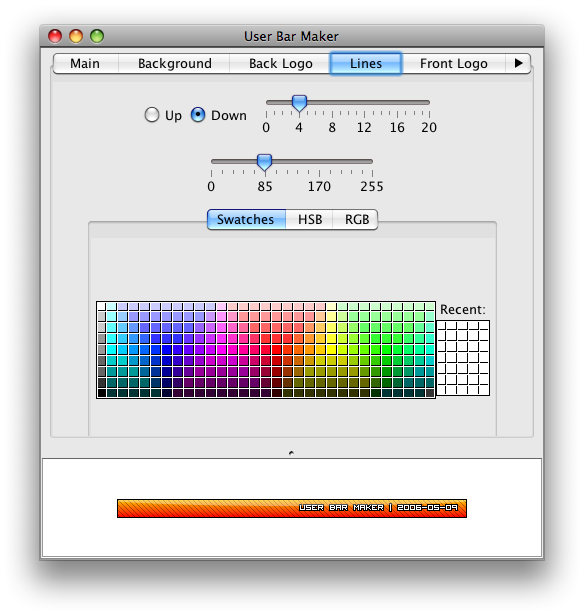 User Bar Maker
Main Background Back Logo Lines Front Logo
Up Down
0 4 8 12 16 20
0 85 170 255
Swatches HSB RGB
Recent:
USER BAR MAKER | 2006-05-09